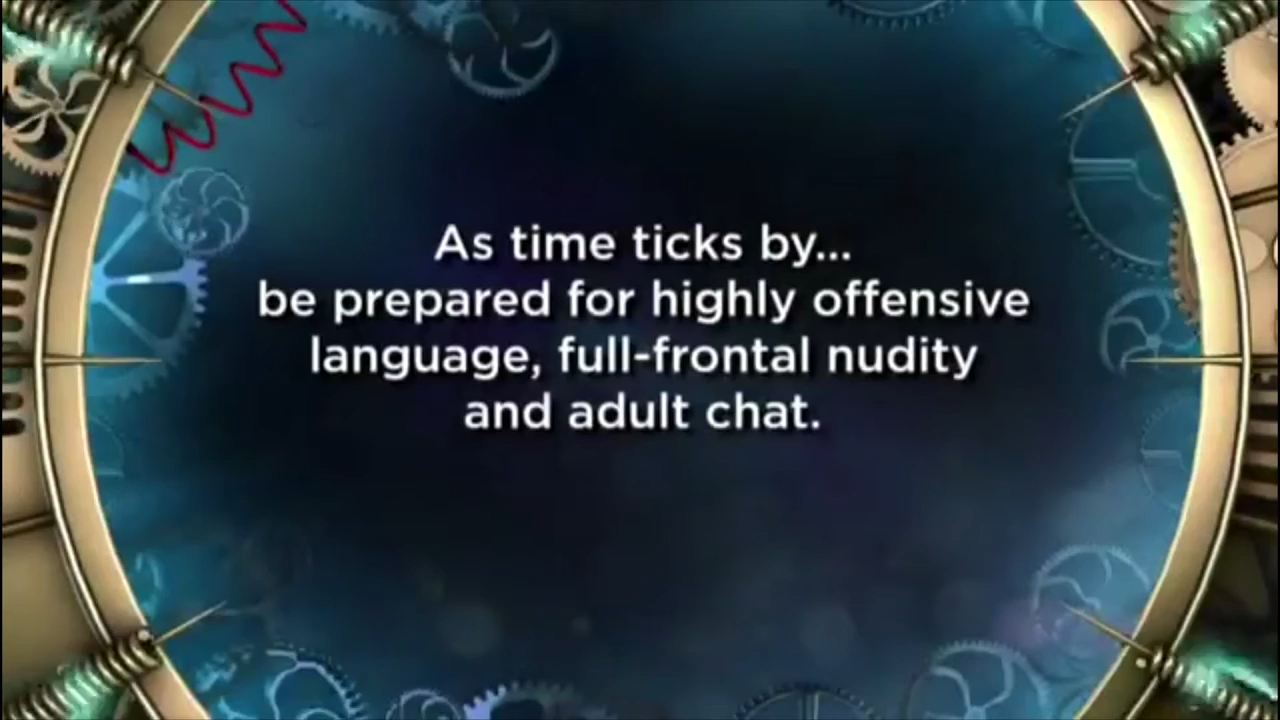 As time ticks by...
be prepared for highly offensive
language, full-frontal nudity
and adult chat.